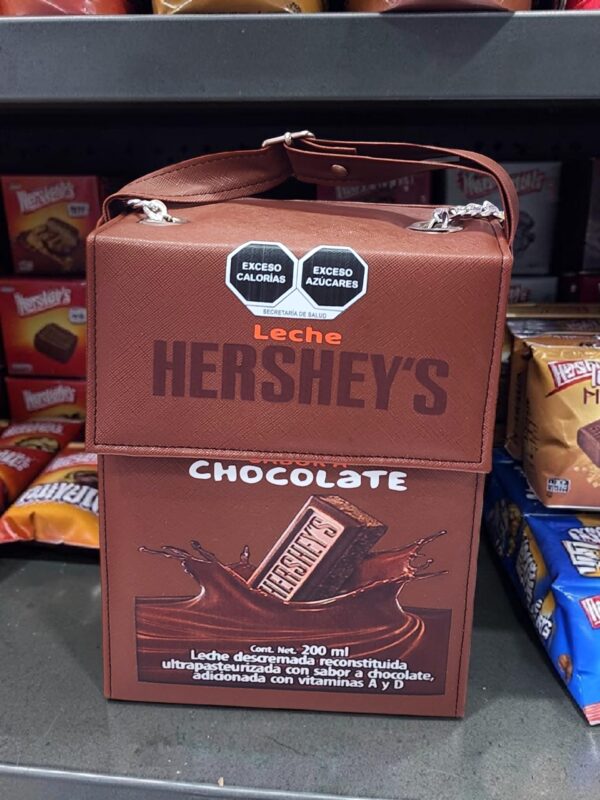 EXCESO
CALORÍAS
EXCESO
AZÚCARES
SECRETARÍA DE SALUD
Leche
HERSHEY'S
CHOCOLATE
HERSHEY'S
Cont. Net. 200 ml
Leche descremada reconstituida
ultrapasteurizada con sabor a chocolate,
adicionada con vitaminas A y D